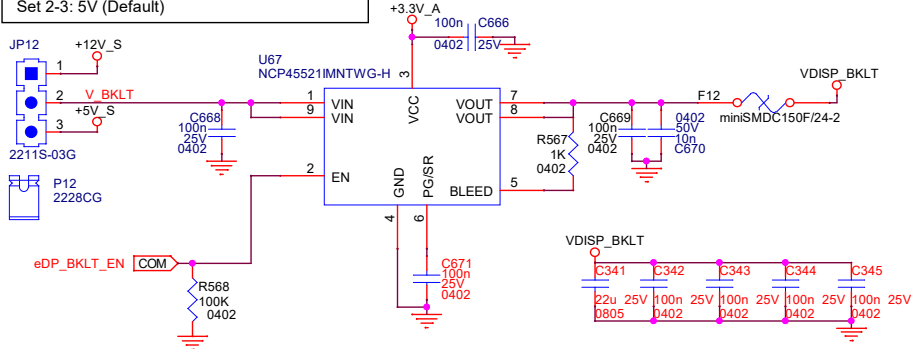 Set 2-3: 5V (Default)
JP12
+12V_S
1
2
V_BKLT
+5V_S
3
2211S-03G
P12
2228CG
eDP_BKLT_EN
COM
R568
100K
0402
C668
100n
25V
0402
U67
NCP45521IMNTWG-H
+3.3V_A
100n
C666
0402
25V
3
VCC
1
VIN
9
VIN
2
EN
GND
4
PG/SR
6
VOUT
7
VOUT
8
BLEED
5
C671
100n
25V
0402
R567
1K
0402
C669
100n
25V
0402
0402
50V
10n
C670
F12
miniSMDC150F/24-2
VDISP_BKLT
VDISP_BKLT
C341
22u
25V
0805
C342
100n
25V
0402
C343
100n
25V
0402
C344
100n
25V
0402
C345
100n
25V
0402